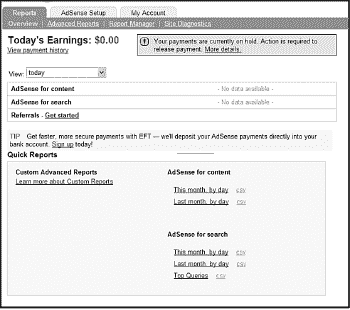 Reports AdSense Setup My Account
Overview | Advanced Reports | Report Manager | Site Diagnostics
Today's Earnings: $0.00
View payment history
Your payments are currently on hold. Action is required to
release payment. More details.
View: today
AdSense for content - No data available -
AdSense for search - No data available -
Referrals - Get started
TIP Get faster, more secure payments with EFT — we'll deposit your AdSense payments directly into your
bank account. Sign up today!
Quick Reports
Custom Advanced Reports
Learn more about Custom Reports
AdSense for content
This month, by day CSV
Last month, by day CSV
AdSense for search
This month, by day CSV
Last month, by day CSV
Top Queries CSV